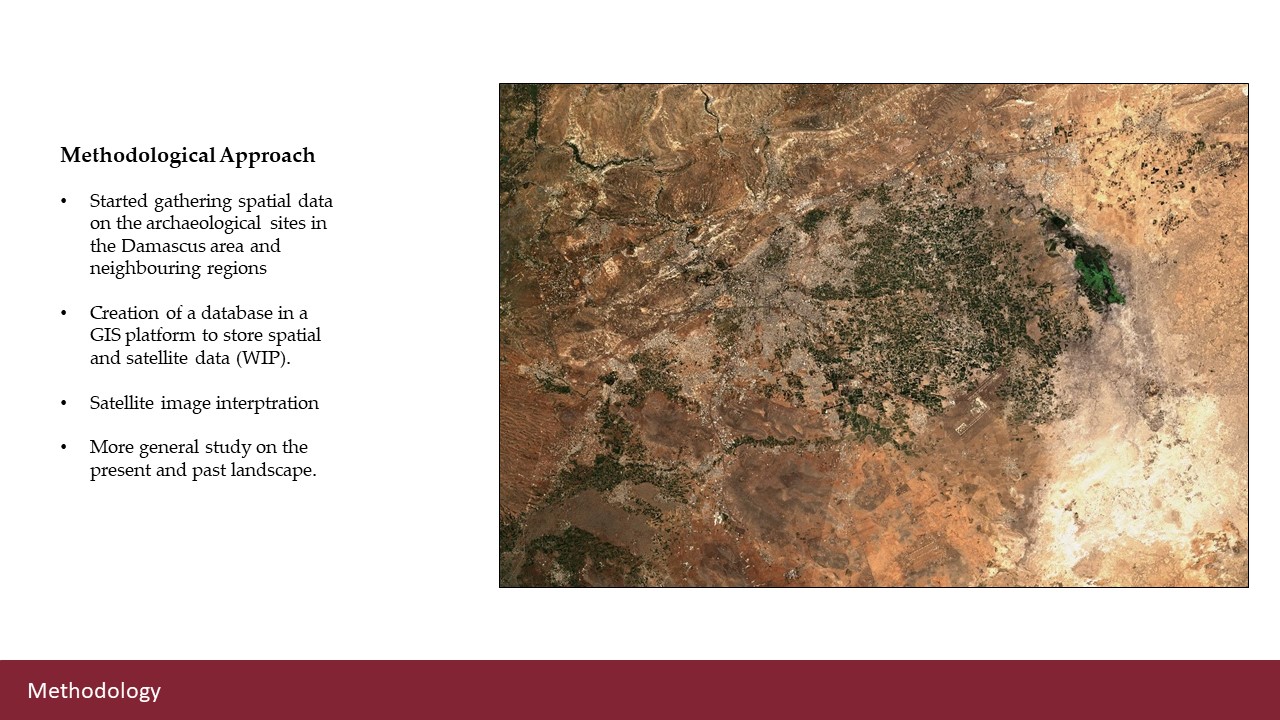 Methodological Approach
• Started gathering spatial data
on the archaeological sites in
the Damascus area and
neighbouring regions
• Creation of a database in a
GIS platform to store spatial
and satellite data (WIP).
• Satellite image interptration
• More general study on the
present and past landscape.
Methodology